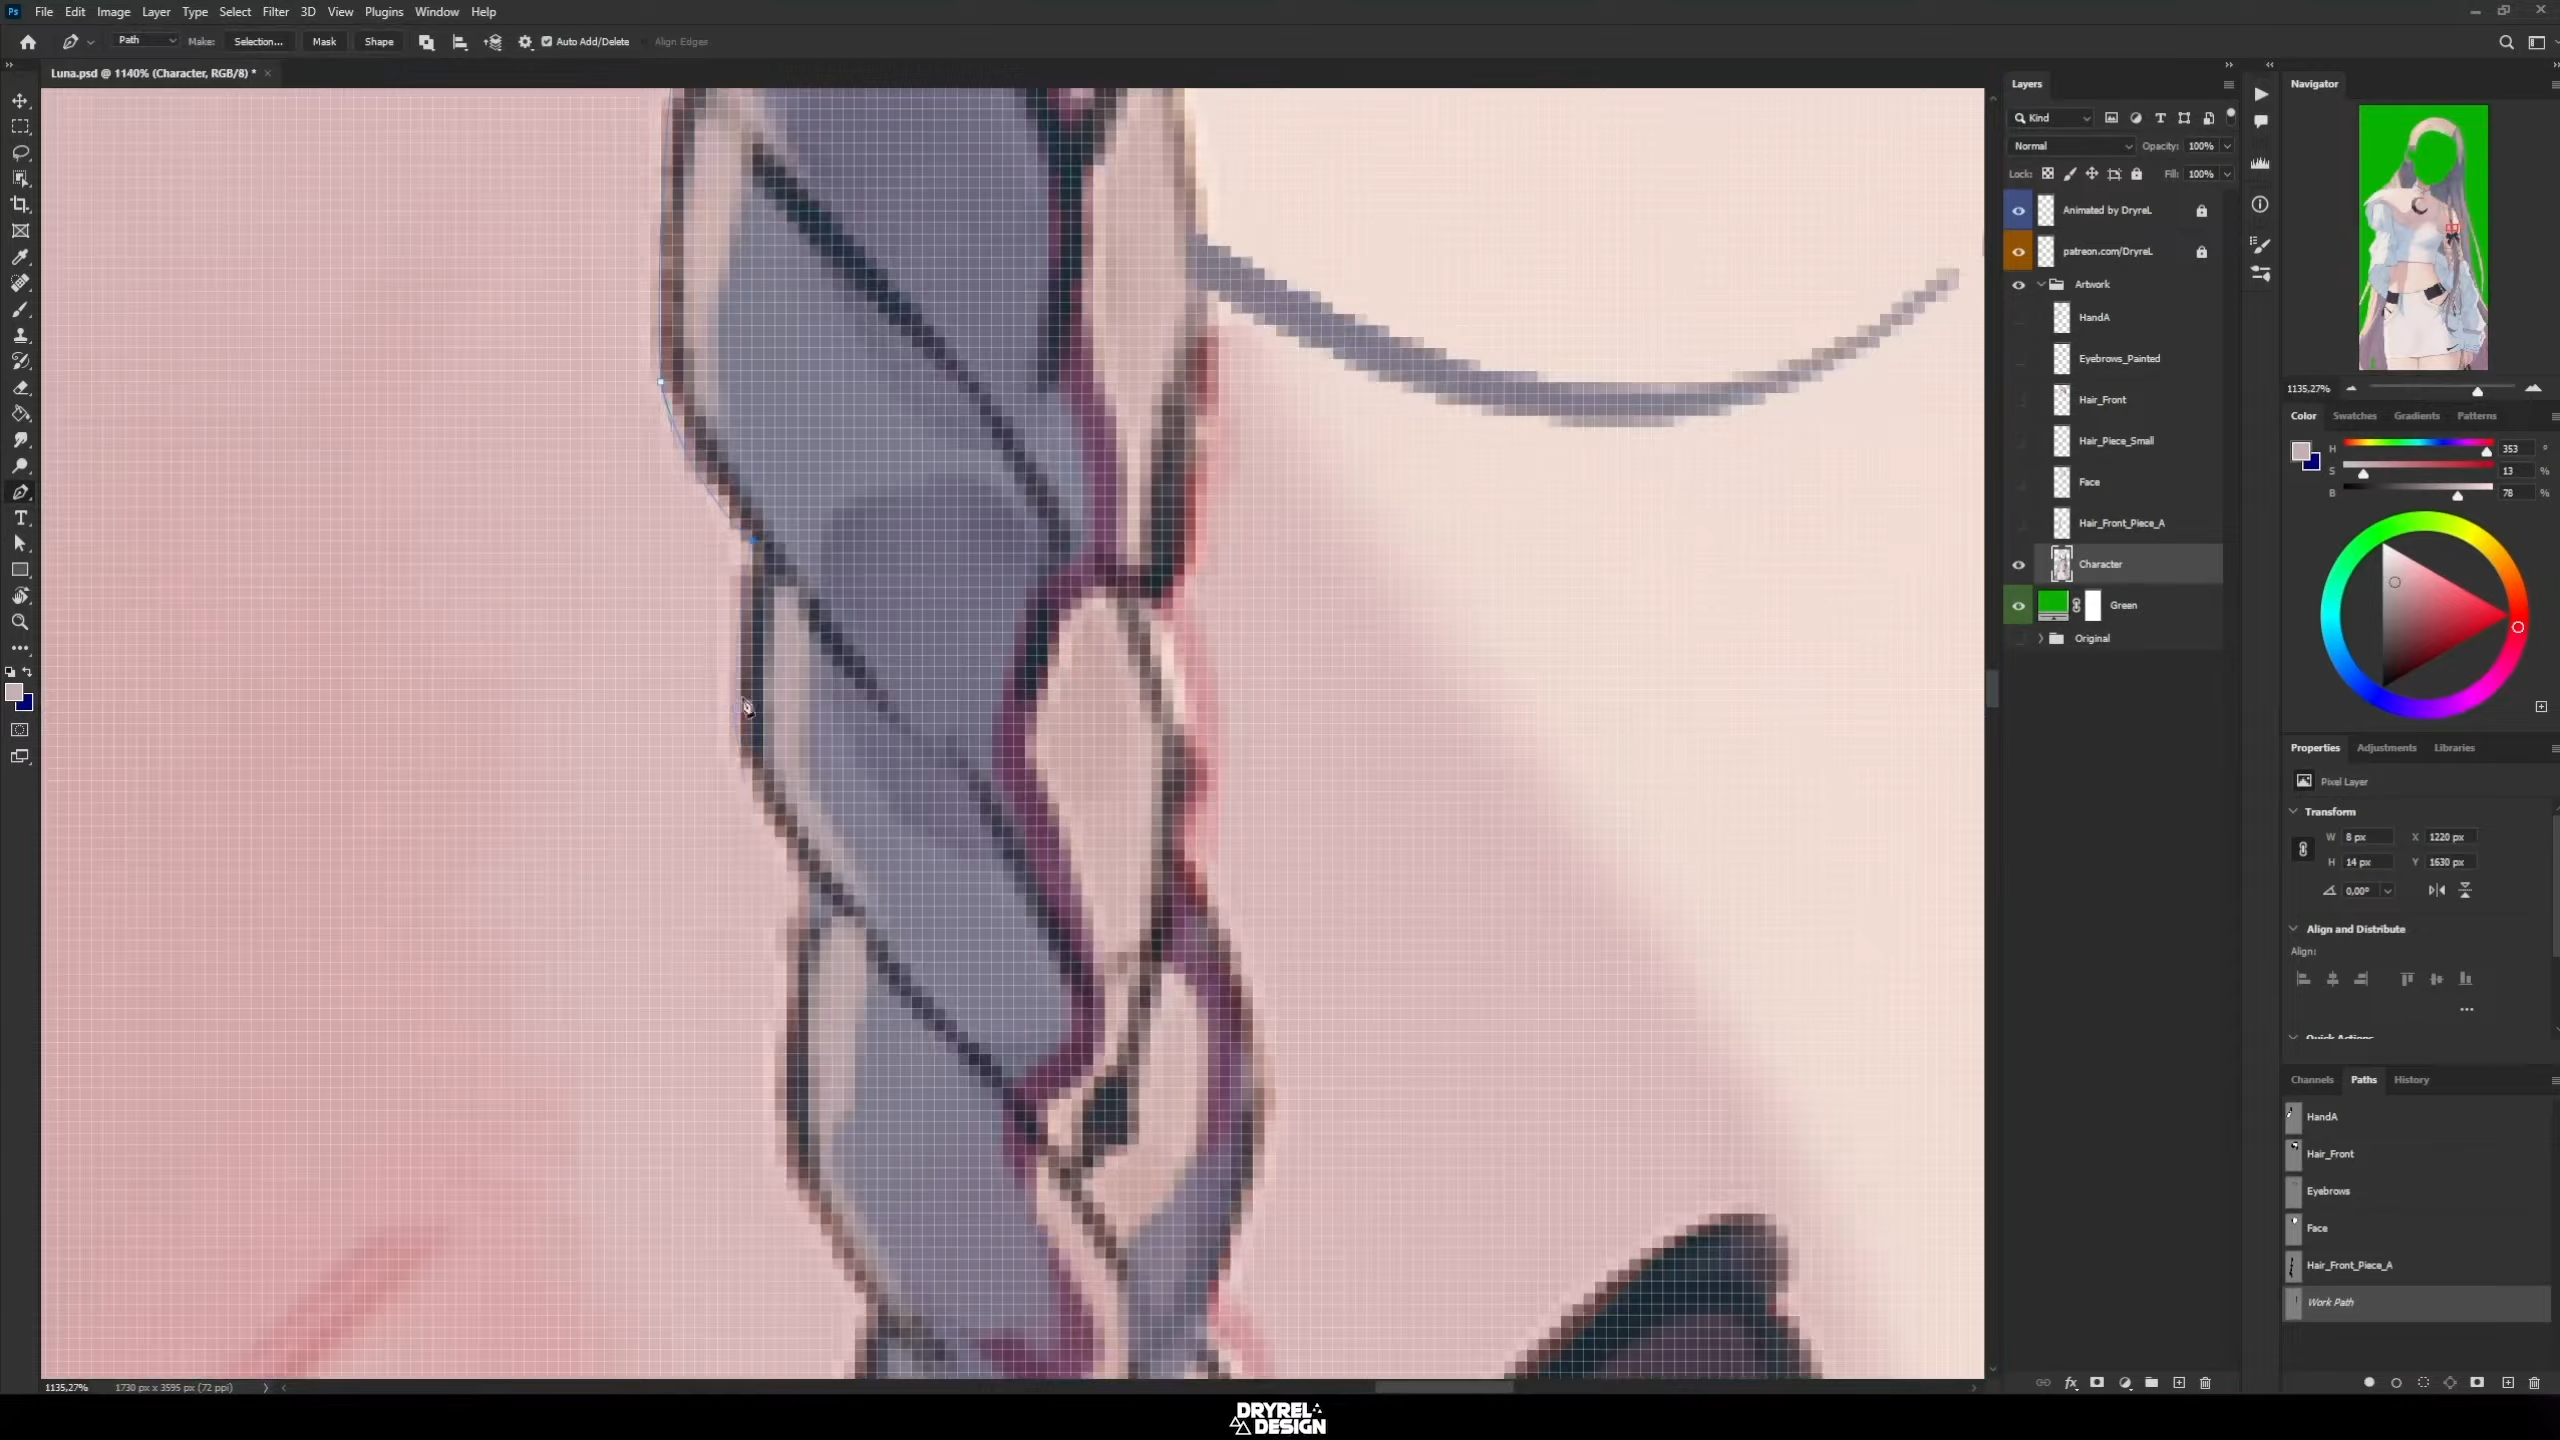 Ps File Edit Image Layer Type Select Filter 3D View Plugins Window Help
Path Make: Selection... Mask Shape Auto Add/Delete Align Edges
Luna.psd @ 1140% (Character, RGB/8) *
Layers
Kind
Normal Opacity: 100%
Lock: Fill: 100%
Animated by DryreL
patreon.com/DryreL
Artwork
HandA
Eyebrows_Painted
Hair_Front
Hair_Piece_Small
Face
Hair_Front_Piece_A
Character
Green
Original
Navigator
1135,27%
Color Swatches Gradients Patterns
H 353 °
S 13 %
B 78 %
Properties Adjustments Libraries
Pixel Layer
Transform
W 8 px X 1220 px
H 14 px Y 1630 px
0,00°
Align and Distribute
Align:
Quick Actions
Channels Paths History
HandA
Hair_Front
Eyebrows
Face
Hair_Front_Piece_A
Work Path
1135,27% 1730 px x 3595 px (72 ppi)
DRYREL
DESIGN